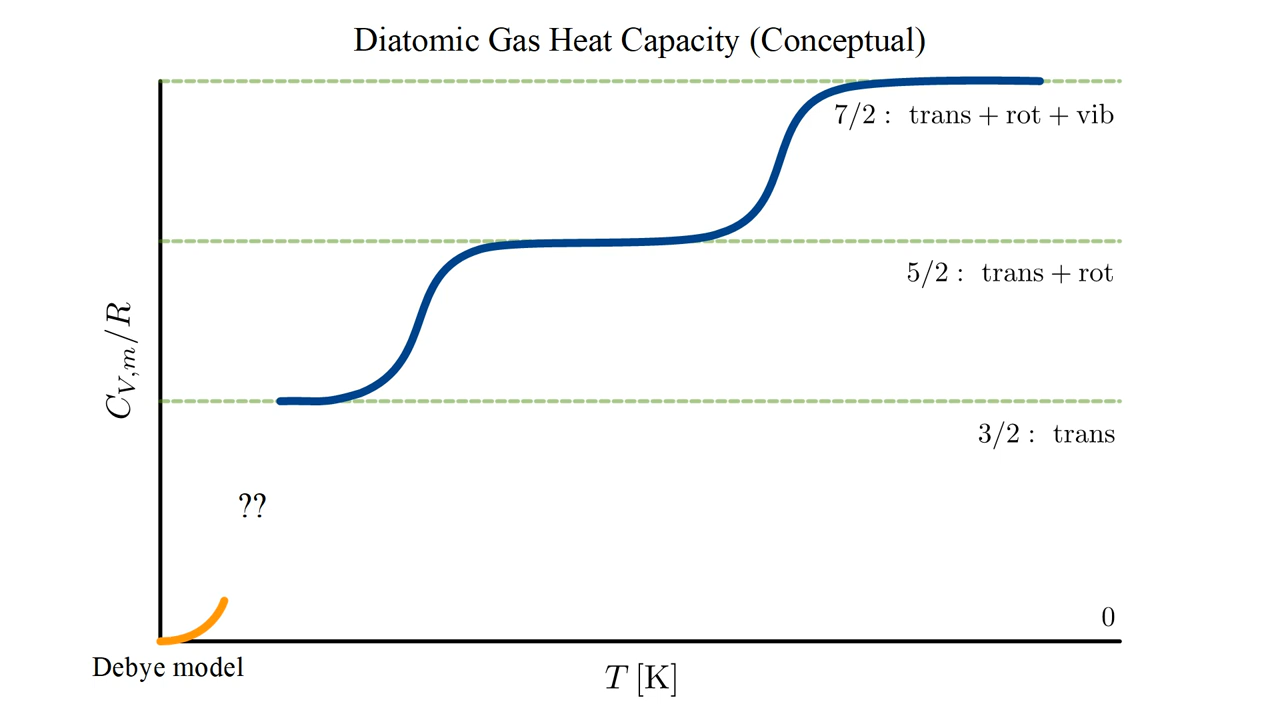 Diatomic Gas Heat Capacity (Conceptual)
7/2 : trans + rot + vib
5/2 : trans + rot
C_{V,m}/R
3/2 : trans
??
0
Debye model
T [K]